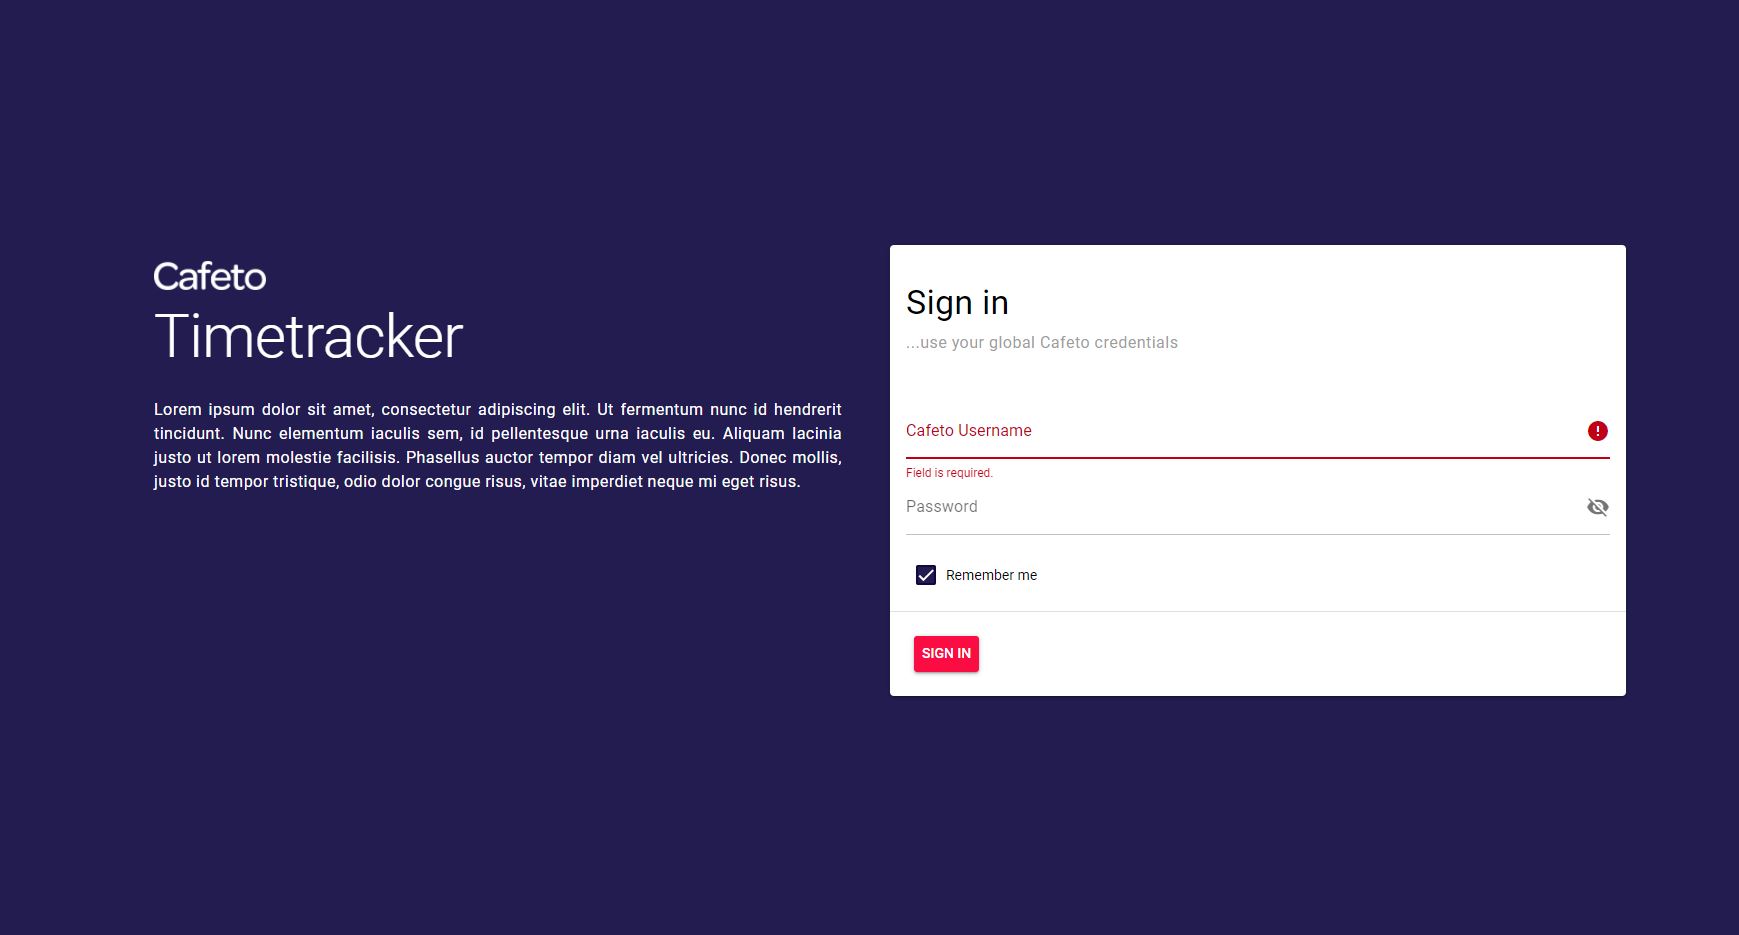 Cafeto
Timetracker
Lorem ipsum dolor sit amet, consectetur adipiscing elit. Ut fermentum nunc id hendrerit
tincidunt. Nunc elementum iaculis sem, id pellentesque urna iaculis eu. Aliquam lacinia
justo ut lorem molestie facilisis. Phasellus auctor tempor diam vel ultricies. Donec mollis,
justo id tempor tristique, odio dolor congue risus, vitae imperdiet neque mi eget risus.
Sign in
...use your global Cafeto credentials
Cafeto Username
Field is required.
Password
Remember me
SIGN IN